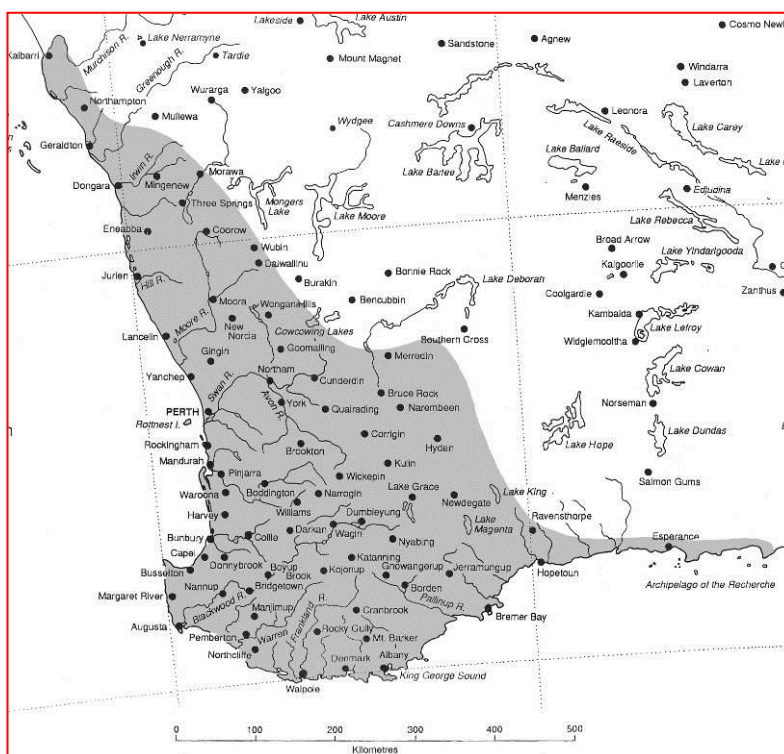 Lake Austin
Lakeside
Cosmo New
Lake Nerramyne
Sandstone
Agnew
Kalbarri
Murchison R.
Tardie
Mount Magnet
Windarra
Greenough R.
Laverton
Wurarga
Yalgoo
Northampton
Leonora
Mullewa
Wydgee
Cashmere Downs
Lake Raeside
Lake Carey
Geraldton
Lake Ballard
Irwin R.
Lake Barlee
Morawa
Dongara
Mingenew
Mongers
Lake
Menzies
Edjudina
Three Springs
Lake Moore
Lake Rebecca
Eneabba
Coorow
Broad Arrow
Lake Yindarlgooda
Wubin
Dalwallinu
Kalgoorlie
Jurien
Hill R.
Burakin
Bonnie Rock
Lake Deborah
Zanthus
Coolgardie
Moora
Wongan Hills
Bencubbin
Kambalda
Moore R.
New
Norcia
Cowcowing Lakes
Southern Cross
Lake Lefroy
Lancelin
Widgiemooltha
Goomalling
Merredin
Gingin
Lake Cowan
Yanchep
Northam
Cunderdin
Swan R.
Bruce Rock
Norseman
York
Avon R.
Quairading
Narembeen
PERTH
Rottnest I.
Lake Dundas
Corrigin
Rockingham
Brookton
Hyden
Lake Hope
Mandurah
Kulin
Pinjarra
Wickepin
Salmon Gums
Boddington
Lake Grace
Waroona
Narrogin
Newdegate
Lake King
Williams
Harvey
Dumbleyung
Ravensthorpe
Lake
Magenta
Darkan
Wagin
Bunbury
Collie
Nyabing
Esperance
Capel
Donnybrook
Katanning
Gnowangerup
Jerramungup
Hopetoun
Busselton
Boyup
Brook
Kojonup
Archipelago of the Recherche
Nannup
Bridgetown
Borden
Margaret River
Blackwood R.
Pallinup R.
Manjimup
Cranbrook
Bremer Bay
Augusta
Frankland R.
Pemberton
Warren
Rocky Gully
Mt. Barker
Northcliffe
Denmark
Albany
King George Sound
Walpole
0 100 200 300 400 500
Kilometres